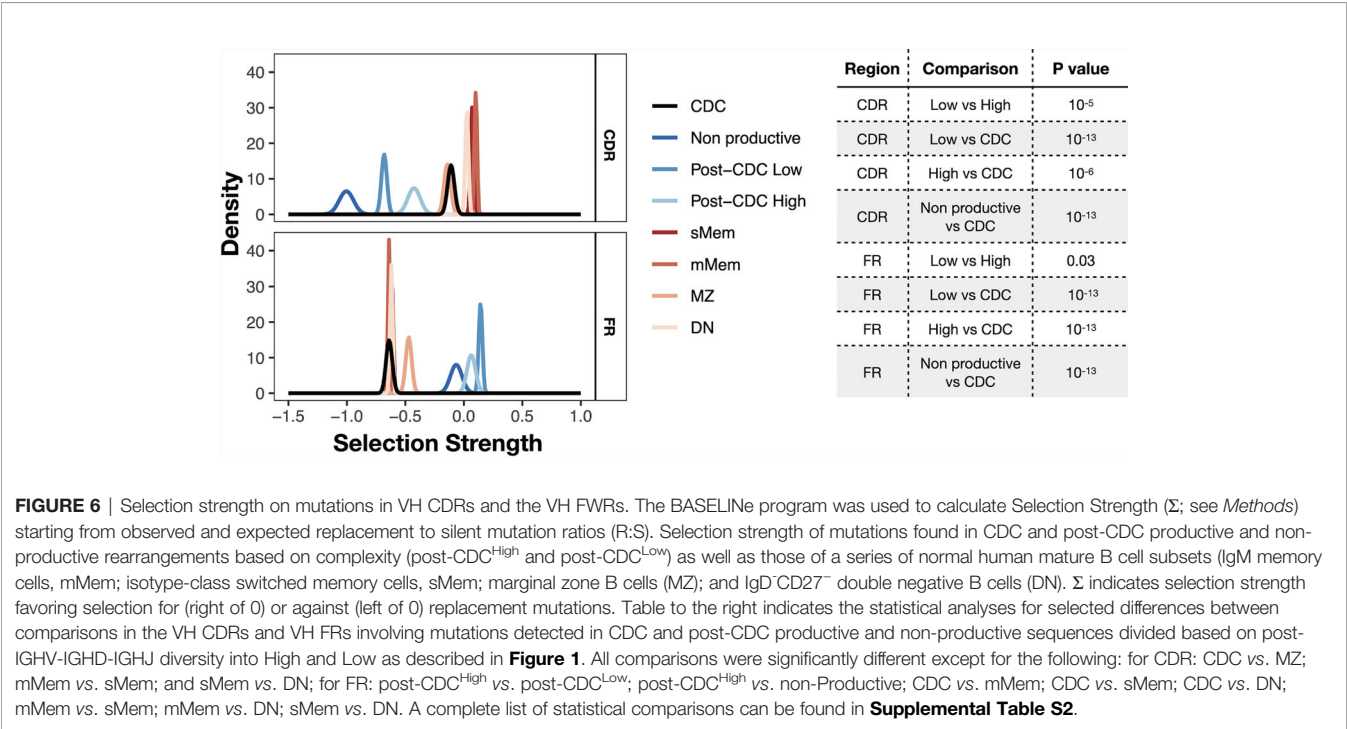 40
30
20
10
0
CDR
40
30
20
10
0
FR
Density
−1.5 −1.0 −0.5 0.0 0.5 1.0
Selection Strength
CDC
Non productive
Post−CDC Low
Post−CDC High
sMem
mMem
MZ
DN
Region Comparison P value
CDR Low vs High 10-5
CDR Low vs CDC 10-13
CDR High vs CDC 10-6
CDR Non productive vs CDC 10-13
FR Low vs High 0.03
FR Low vs CDC 10-13
FR High vs CDC 10-13
FR Non productive vs CDC 10-13
FIGURE 6 | Selection strength on mutations in VH CDRs and the VH FWRs. The BASELINe program was used to calculate Selection Strength (Σ; see Methods)
starting from observed and expected replacement to silent mutation ratios (R:S). Selection strength of mutations found in CDC and post-CDC productive and non-
productive rearrangements based on complexity (post-CDCHigh and post-CDCLow) as well as those of a series of normal human mature B cell subsets (IgM memory
cells, mMem; isotype-class switched memory cells, sMem; marginal zone B cells (MZ); and IgD−CD27− double negative B cells (DN). Σ indicates selection strength
favoring selection for (right of 0) or against (left of 0) replacement mutations. Table to the right indicates the statistical analyses for selected differences between
comparisons in the VH CDRs and VH FRs involving mutations detected in CDC and post-CDC productive and non-productive sequences divided based on post-
IGHV-IGHD-IGHJ diversity into High and Low as described in Figure 1. All comparisons were significantly different except for the following: for CDR: CDC vs. MZ;
mMem vs. sMem; and sMem vs. DN; for FR: post-CDCHigh vs. post-CDCLow; post-CDCHigh vs. non-Productive; CDC vs. mMem; CDC vs. sMem; CDC vs. DN;
mMem vs. sMem; mMem vs. DN; sMem vs. DN. A complete list of statistical comparisons can be found in Supplemental Table S2.